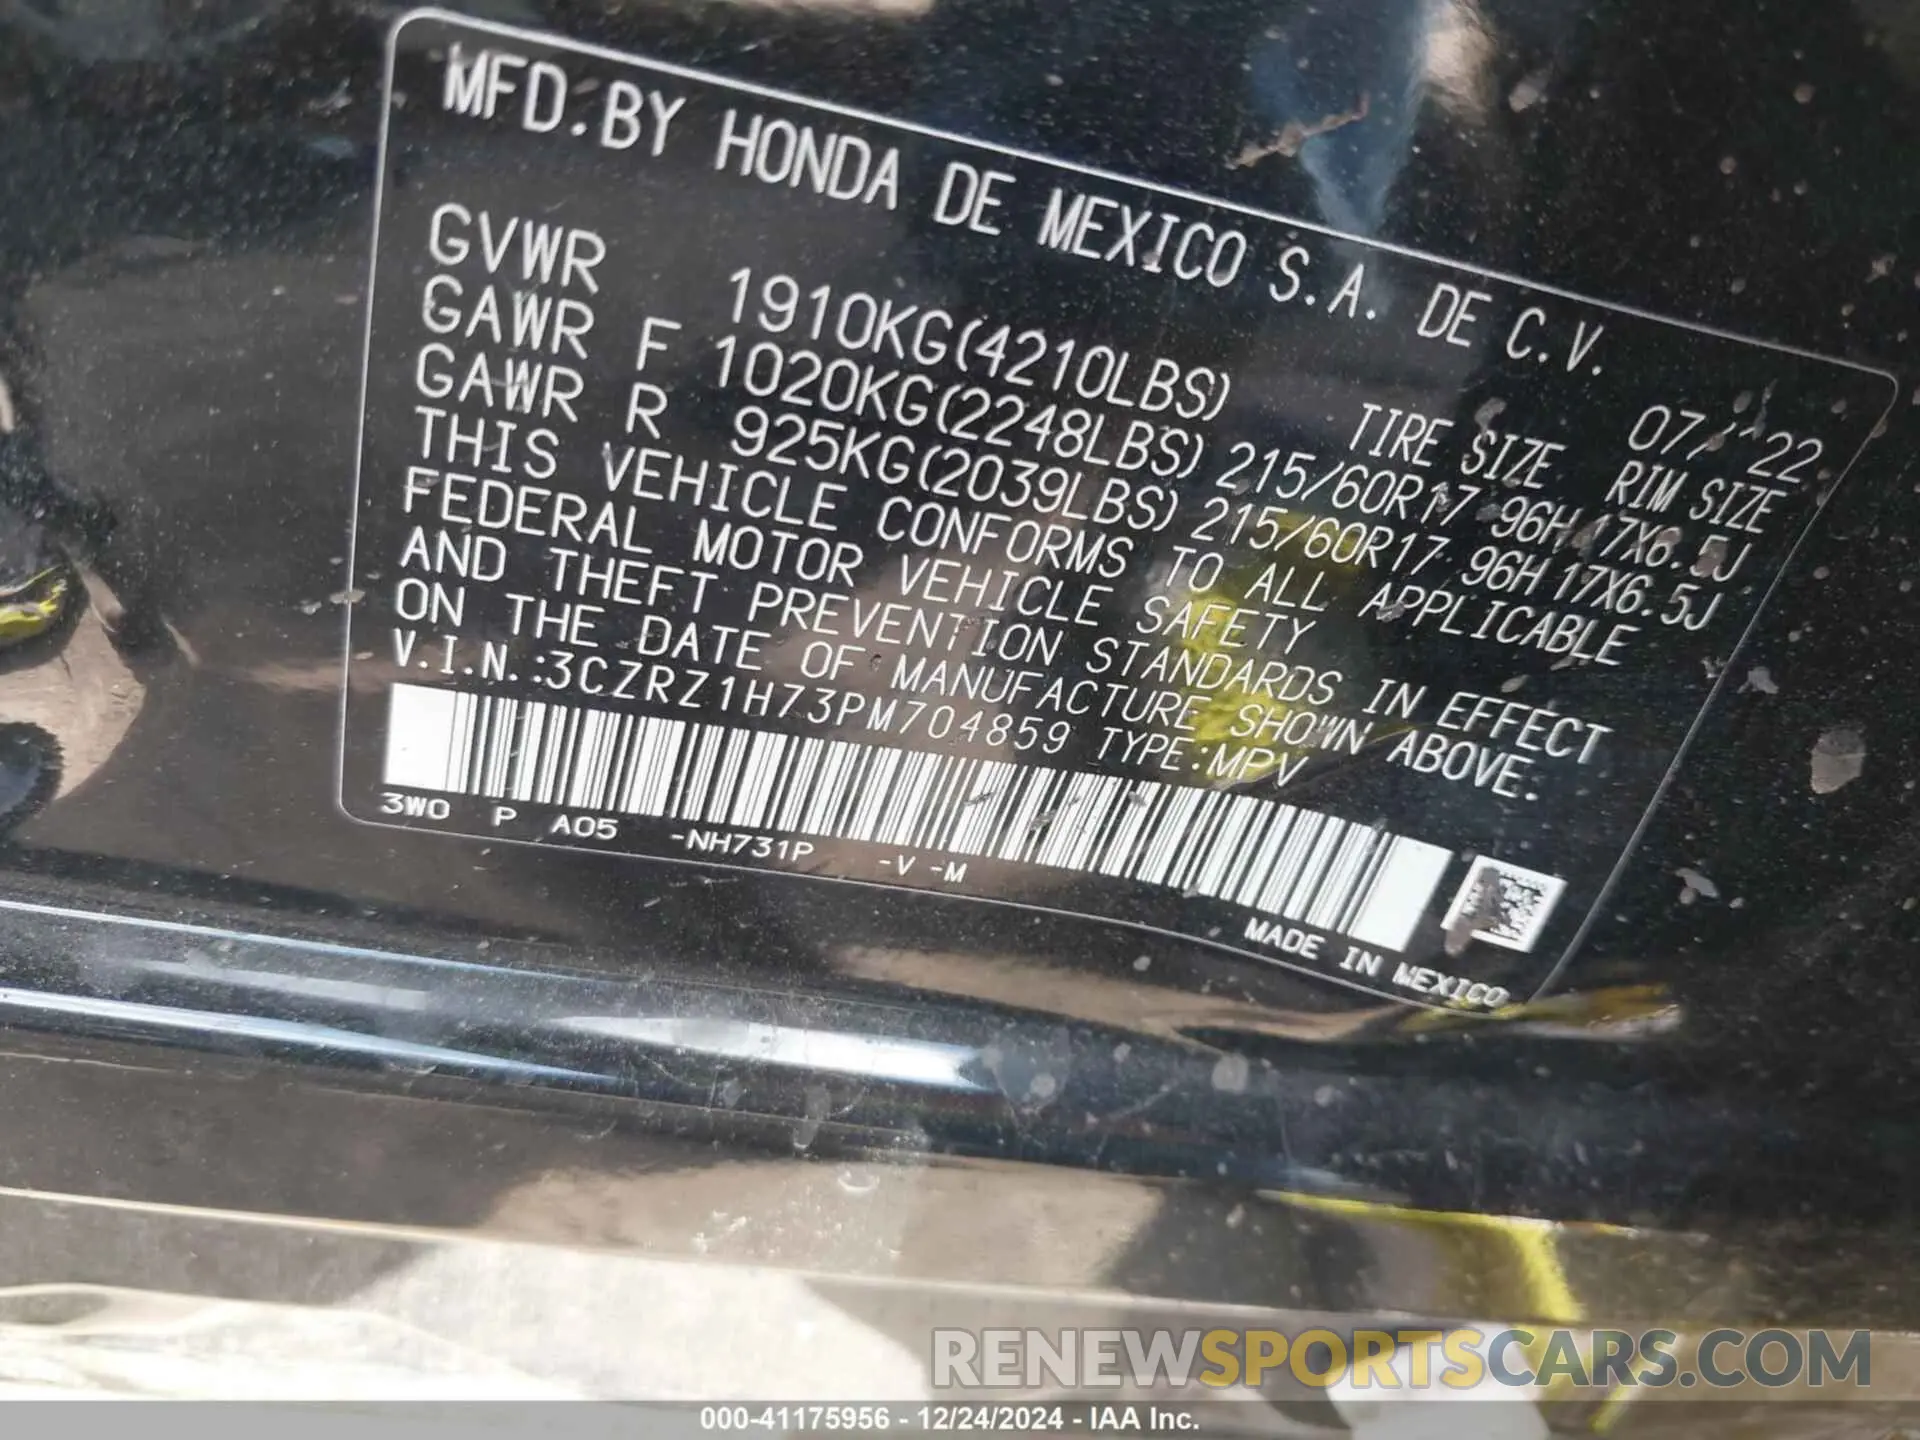 MFD.BY HONDA DE MEXICO S.A. DE C.V.
07/22
GVWR 1910KG(4210LBS) TIRE SIZE RIM SIZE
GAWR F 1020KG(2248LBS) 215/60R17 96H 17X6.5J
GAWR R 925KG(2039LBS) 215/60R17 96H 17X6.5J
THIS VEHICLE CONFORMS TO ALL APPLICABLE
FEDERAL MOTOR VEHICLE SAFETY
AND THEFT PREVENTION STANDARDS IN EFFECT
ON THE DATE OF MANUFACTURE SHOWN ABOVE.
V.I.N.:3CZRZ1H73PM704859 TYPE:MPV
3W0 P A05 -NH731P -V -M
MADE IN MEXICO
RENEWSPORTSCARS.COM
000-41175956 - 12/24/2024 - IAA Inc.